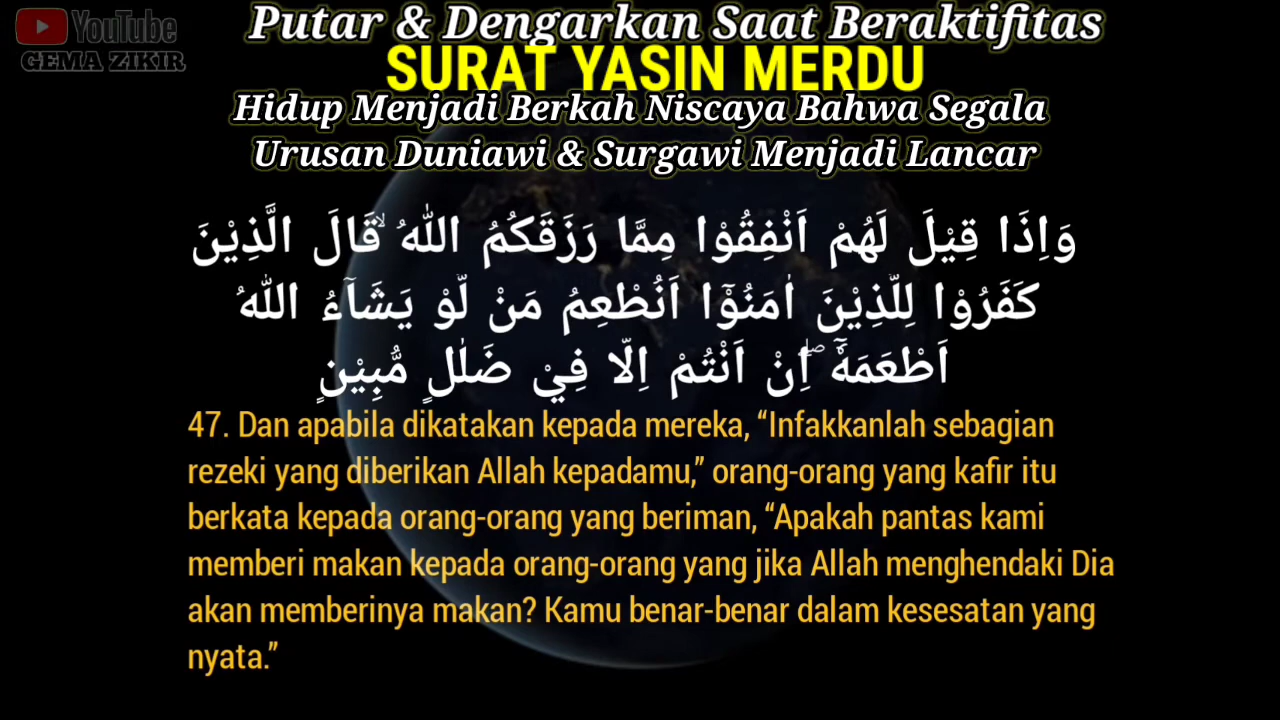 YouTube
GEMA ZIKIR
Putar & Dengarkan Saat Beraktifitas
SURAT YASIN MERDU
Hidup Menjadi Berkah Niscaya Bahwa Segala
Urusan Duniawi & Surgawi Menjadi Lancar
وَاِذَا قِيْلَ لَهُمْ اَنْفِقُوْا مِمَّا رَزَقَكُمُ اللّٰهُ ۙقَالَ الَّذِيْنَ
كَفَرُوْا لِلَّذِيْنَ اٰمَنُوْٓا اَنُطْعِمُ مَنْ لَّوْ يَشَاۤءُ اللّٰهُ
اَطْعَمَهٗٓ ۖاِنْ اَنْتُمْ اِلَّا فِيْ ضَلٰلٍ مُّبِيْنٍ
47. Dan apabila dikatakan kepada mereka, “Infakkanlah sebagian
rezeki yang diberikan Allah kepadamu,” orang-orang yang kafir itu
berkata kepada orang-orang yang beriman, “Apakah pantas kami
memberi makan kepada orang-orang yang jika Allah menghendaki Dia
akan memberinya makan? Kamu benar-benar dalam kesesatan yang
nyata.”